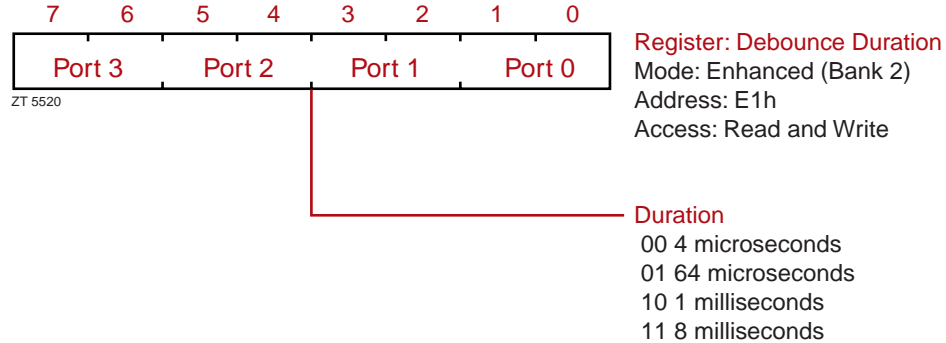 7 6 5 4 3 2 1 0
Port 3 Port 2 Port 1 Port 0
ZT 5520
Register: Debounce Duration
Mode: Enhanced (Bank 2)
Address: E1h
Access: Read and Write
Duration
00 4 microseconds
01 64 microseconds
10 1 milliseconds
11 8 milliseconds